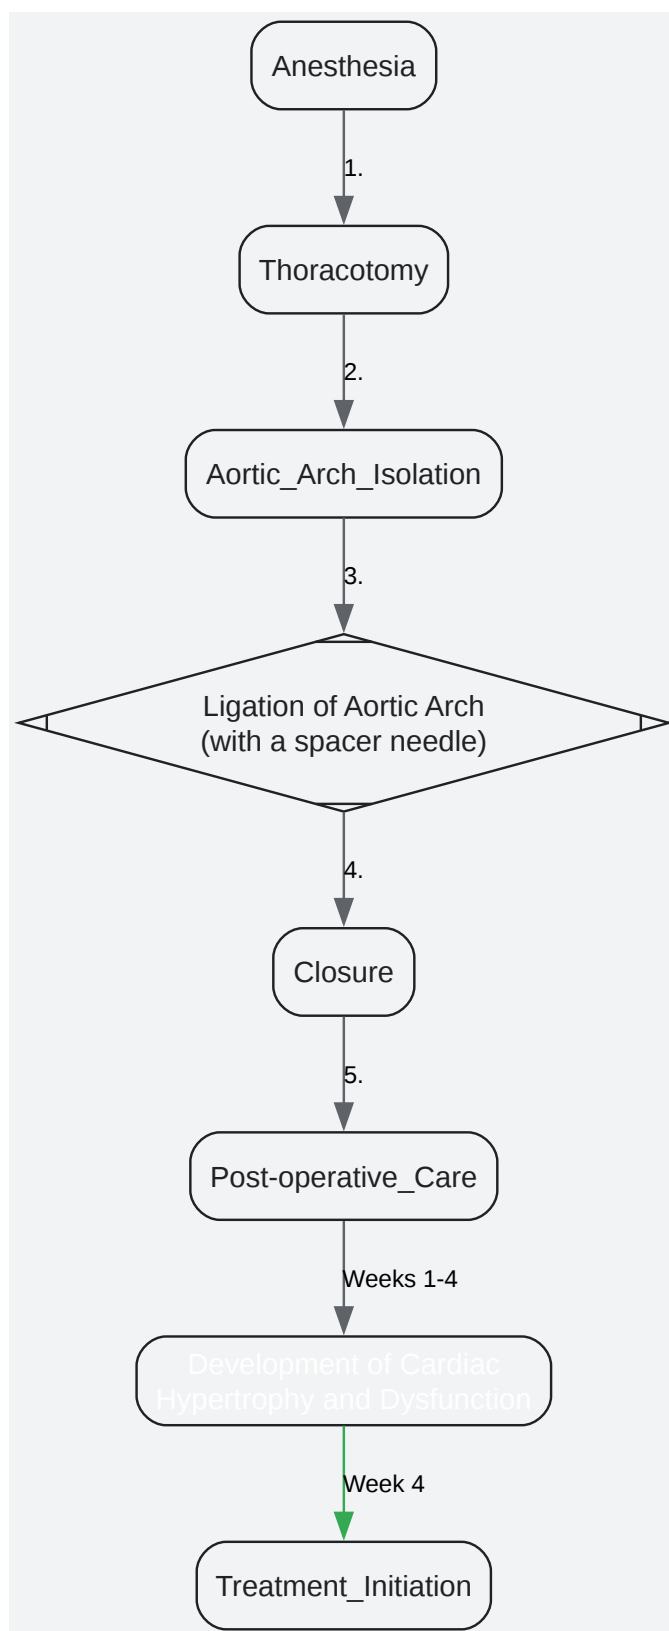 Anesthesia
1.
Thoracotomy
2.
Aortic_Arch_Isolation
3.
Ligation of Aortic Arch
(with a spacer needle)
4.
Closure
5.
Post-operative_Care
Weeks 1-4
Development of Cardiac
Hypertrophy and Dysfunction
Week 4
Treatment_Initiation